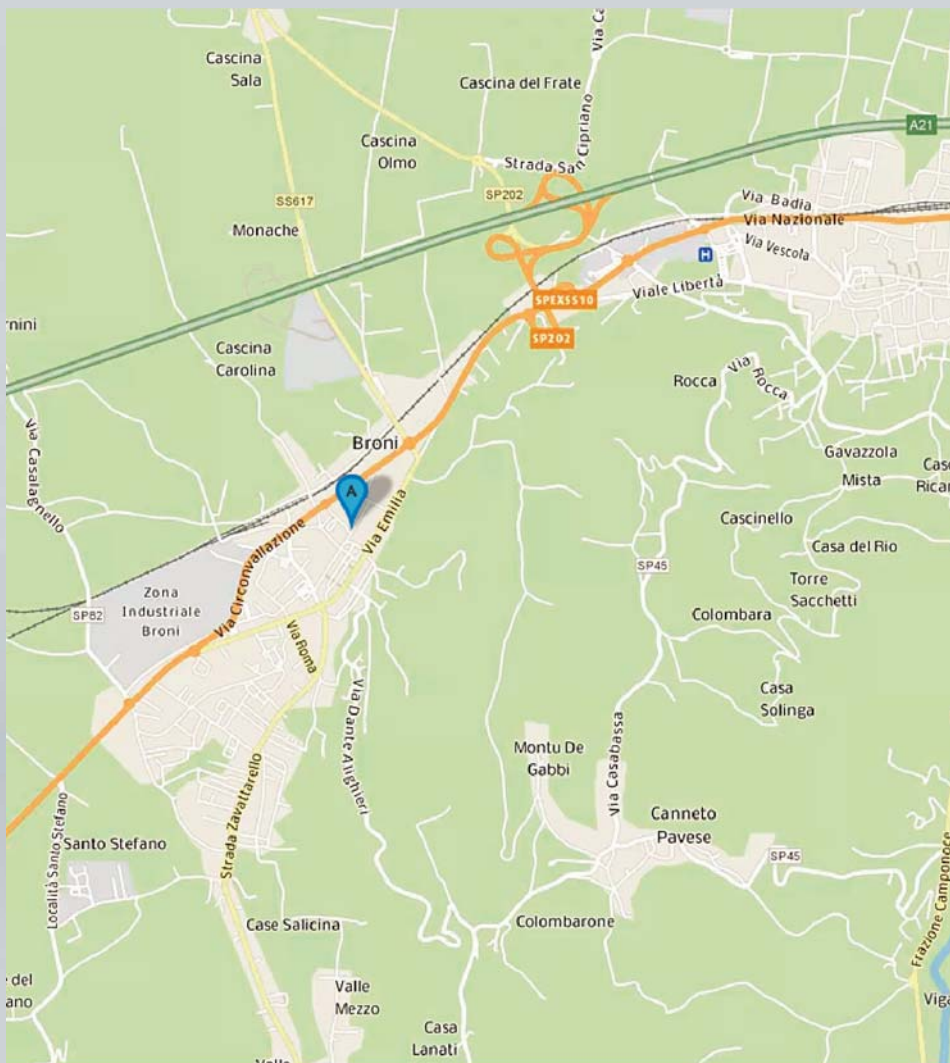 Cascina
Sala
Cascina del Frate
Via Ca
A21
Cascina
Olmo
Strada San Cipriano
SP202
SS617
Via Badia
Via Nazionale
Monache
Via Vescola
H
Viale Libertà
SPEXSS10
SP202
rnini
Cascina
Carolina
Via Rocca
Rocca
Broni
Gavazzola
Mista
Casc
Ricar
Via Casalagnello
A
Via Emilia
Cascinello
Via Circonvallazione
Casa del Rio
SP45
Torre
Sacchetti
Zona
Industriale
Broni
SP82
Colombara
Via Roma
Casa
Solinga
Via Dante Alighieri
Montu De
Gabbi
Via Casabassa
Canneto
Pavese
Strada Zavattarello
Località Santo Stefano
Santo Stefano
SP45
Case Salicina
Colombarone
Frazione Camponoce
e del
ano
Valle
Mezzo
Viga
Casa
Lanati